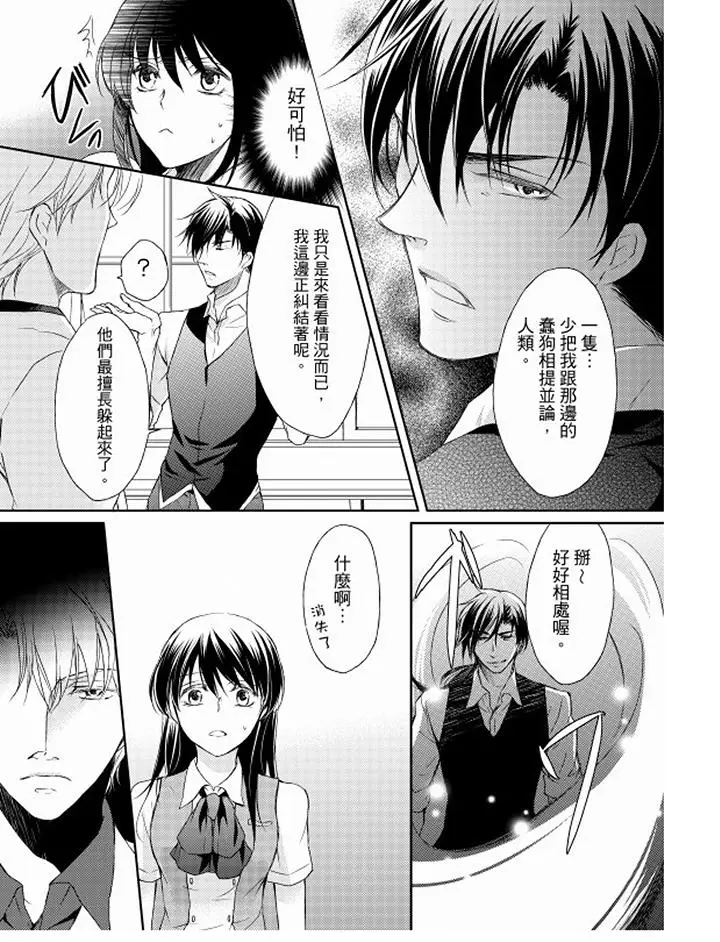 一隻…
少把我跟那邊的
蠢狗相提並論，
人類。
好可怕！
ビクッ
我只是來看看情況而已，
我這邊正糾結著呢。
？
他們最擅長躲起來了。
掰～
好好相處喔。
什麼啊…
消失了